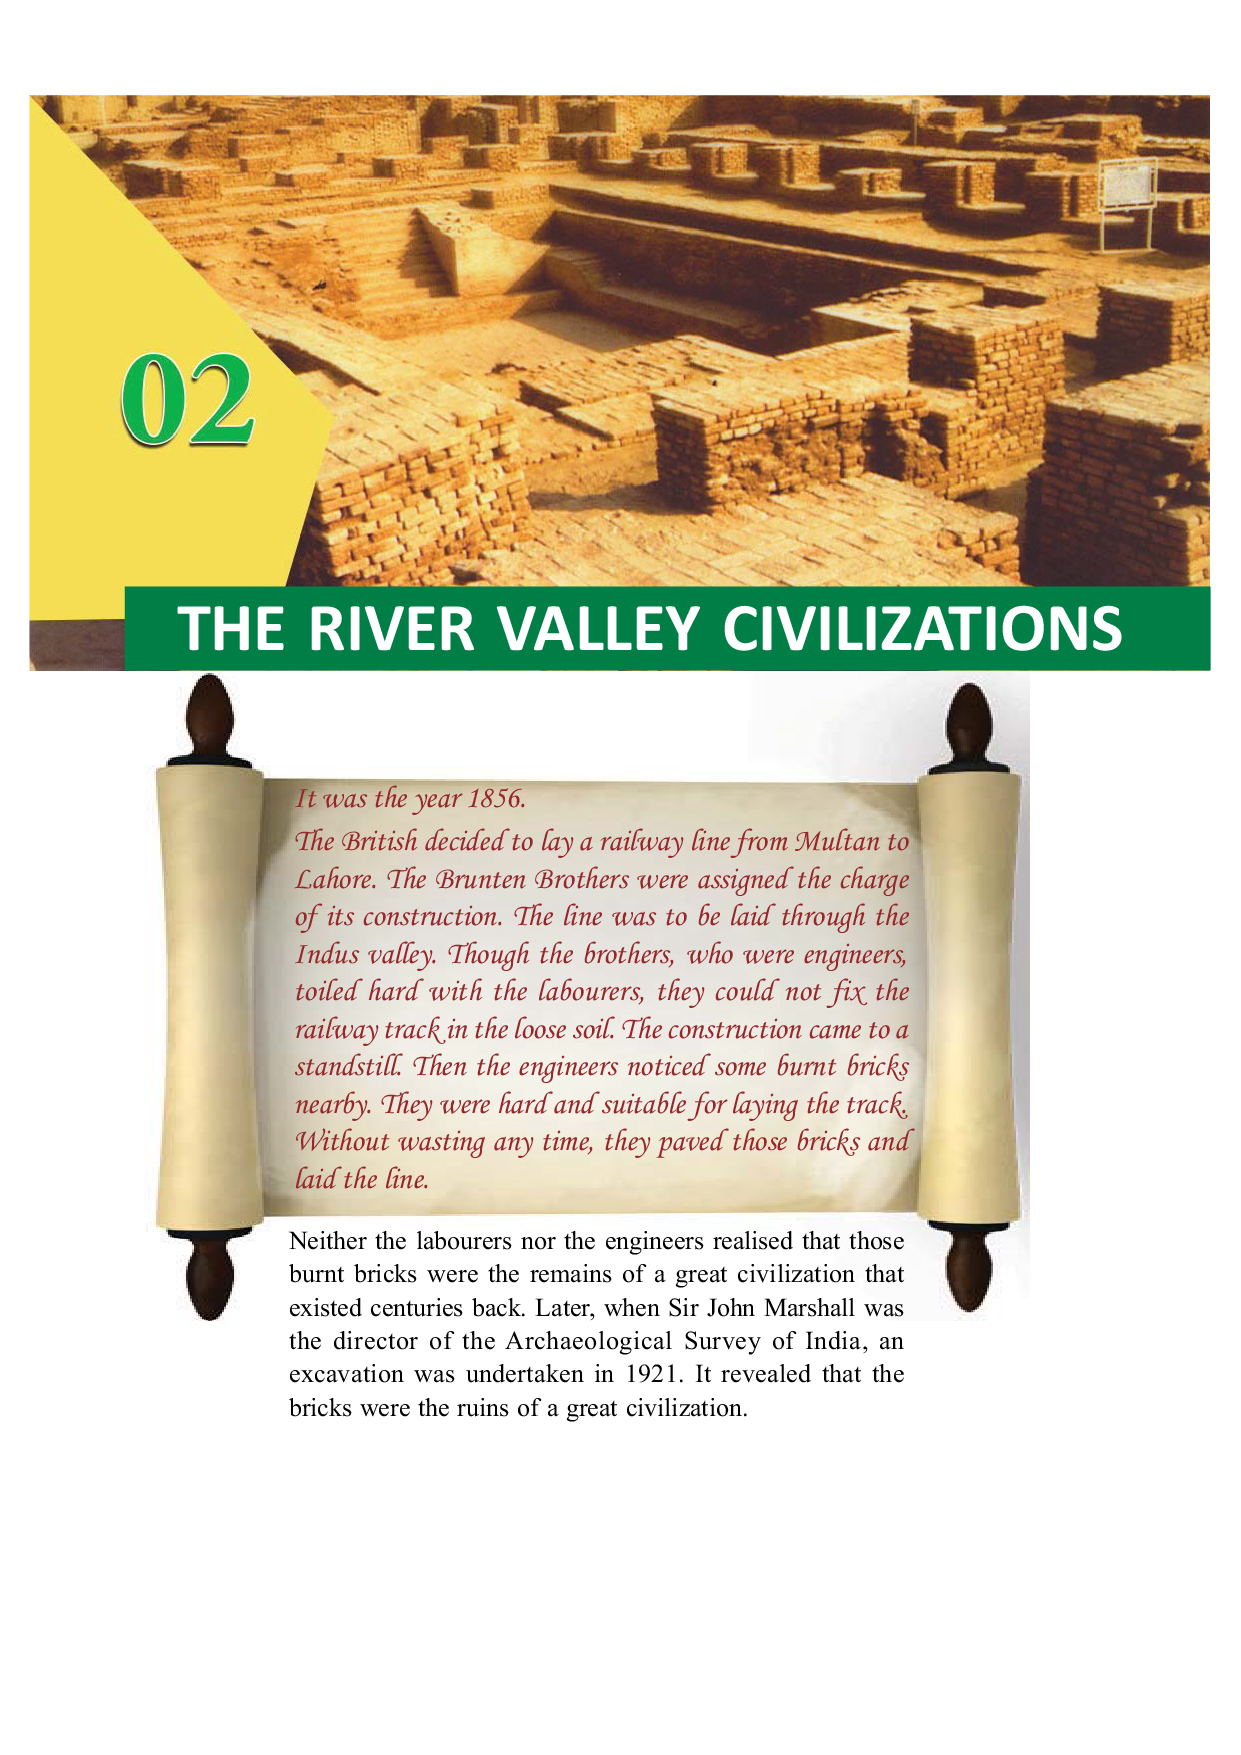 02
THE RIVER VALLEY CIVILIZATIONS
It was the year 1856.
The British decided to lay a railway line from Multan to
Lahore. The Brunten Brothers were assigned the charge
of its construction. The line was to be laid through the
Indus valley. Though the brothers, who were engineers,
toiled hard with the labourers, they could not fix the
railway track in the loose soil. The construction came to a
standstill. Then the engineers noticed some burnt bricks
nearby. They were hard and suitable for laying the track.
Without wasting any time, they paved those bricks and
laid the line.
Neither the labourers nor the engineers realised that those
burnt bricks were the remains of a great civilization that
existed centuries back. Later, when Sir John Marshall was
the director of the Archaeological Survey of India, an
excavation was undertaken in 1921. It revealed that the
bricks were the ruins of a great civilization.